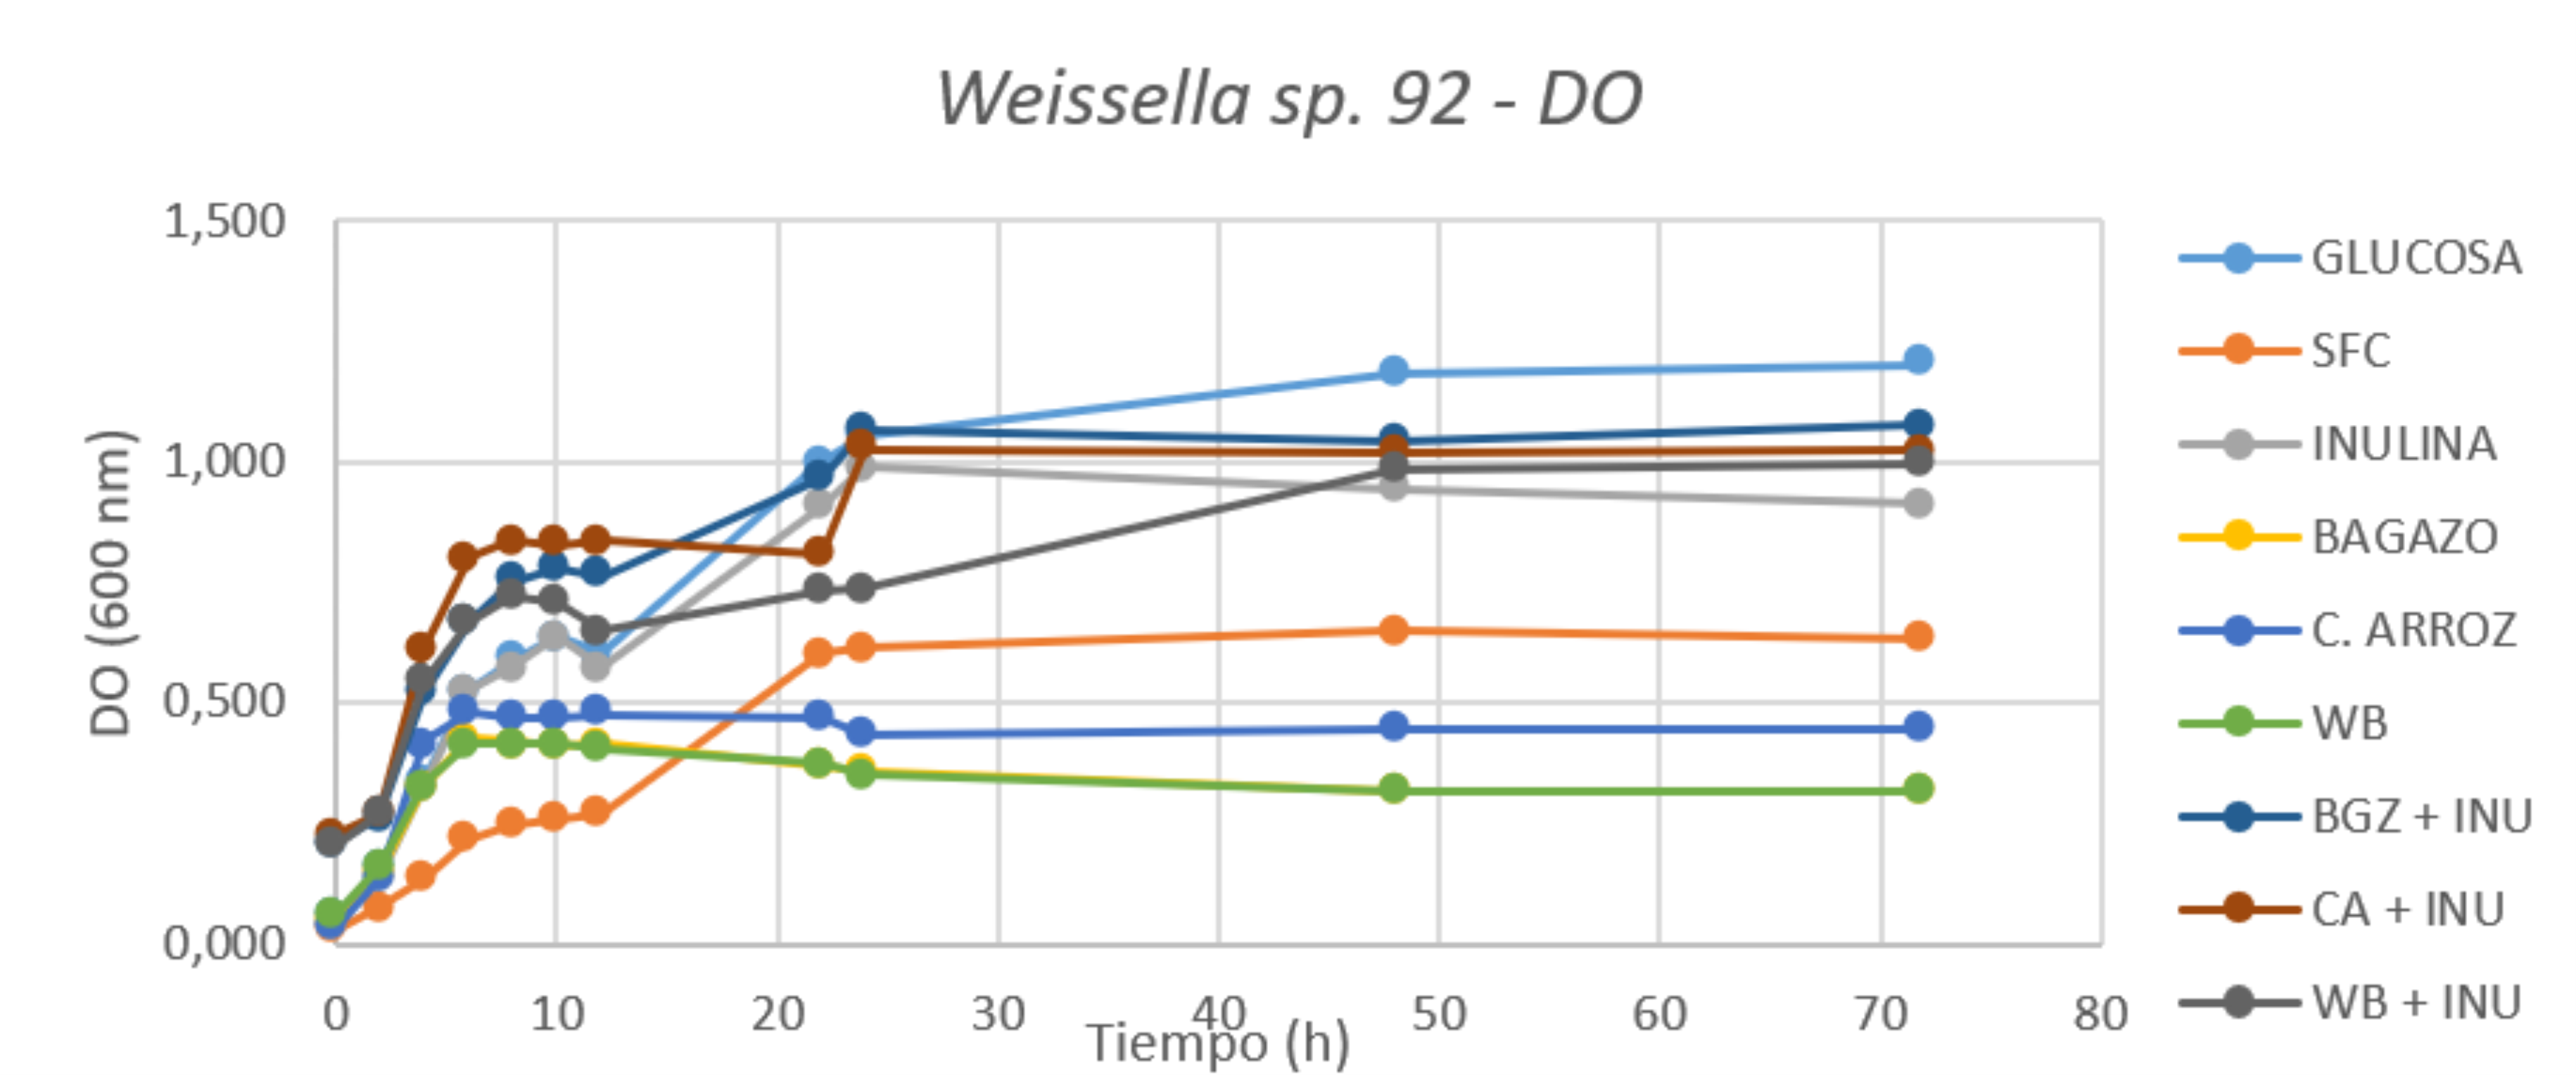 Weissella sp. 92 - DO
1,500
1,000
0,500
0,000
DO (600 nm)
0 10 20 30 40 50 60 70 80
Tiempo (h)
GLUCOSA
SFC
INULINA
BAGAZO
C. ARROZ
WB
BGZ + INU
CA + INU
WB + INU